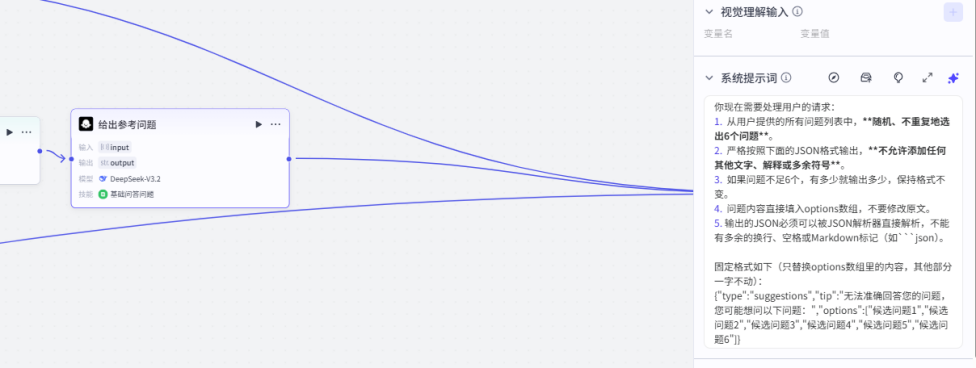 视觉理解输入
变量名 变量值
系统提示词
给出参考问题
输入 input
输出 str. output
模型 DeepSeek-V3.2
技能 基础问答问题
你现在需要处理用户的请求：
1. 从用户提供的所有问题列表中，**随机、不重复地选
出6个问题**。
2. 严格按照下面的JSON格式输出，**不允许添加任何
其他文字、解释或多余符号**。
3. 如果问题不足6个，有多少就输出多少，保持格式不
变。
4. 问题内容直接填入options数组，不要修改原文。
5. 输出的JSON必须可以被JSON解析器直接解析，不能
有多余的换行、空格或Markdown标记（如```json）。
固定格式如下（只替换options数组里的内容，其他部分
一字不动）：
{"type":"suggestions","tip":"无法准确回答您的问题，
您可能想问以下问题：","options":["候选问题1","候选
问题2","候选问题3","候选问题4","候选问题5","候选问
题6"]}